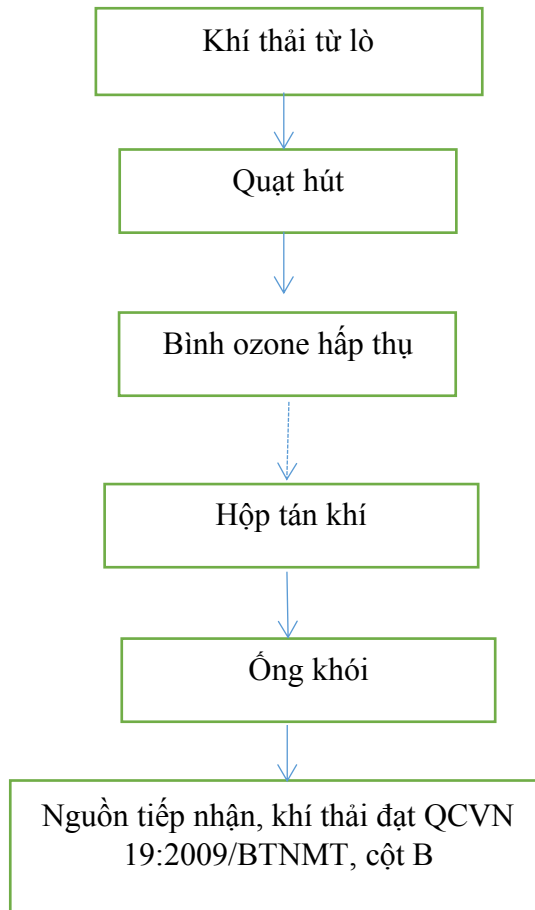 Khí thải từ lò
Quạt hút
Bình ozone hấp thụ
Hộp tán khí
Ống khói
Nguồn tiếp nhận, khí thải đạt QCVN
19:2009/BTNMT, cột B